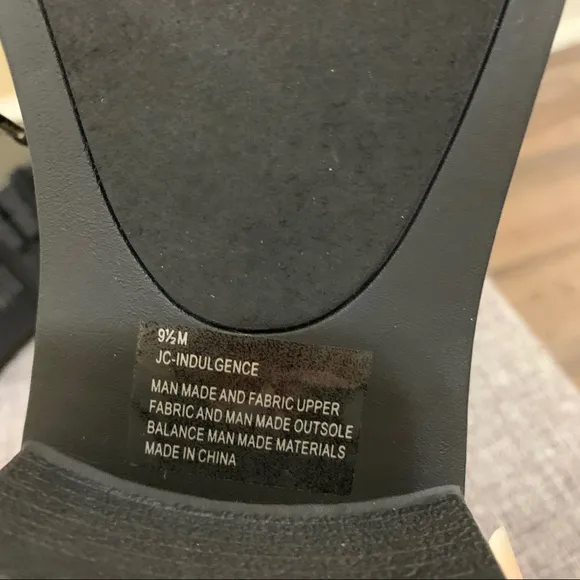 9½M
JC-INDULGENCE
MAN MADE AND FABRIC UPPER
FABRIC AND MAN MADE OUTSOLE
BALANCE MAN MADE MATERIALS
MADE IN CHINA